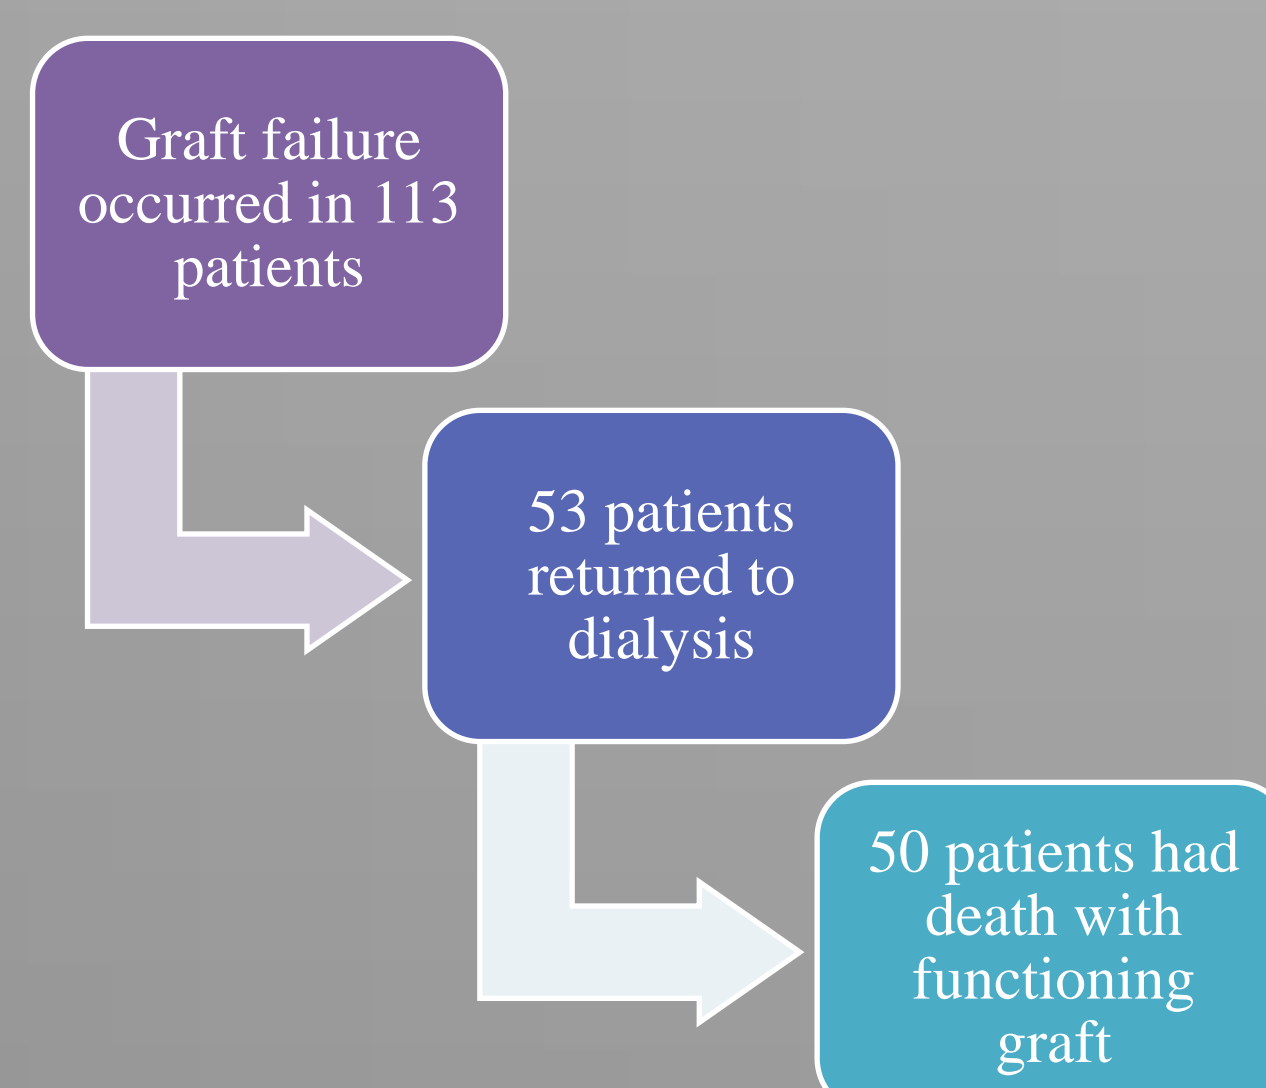 Graft failure
occurred in 113
patients
53 patients
returned to
dialysis
50 patients had
death with
functioning
graft